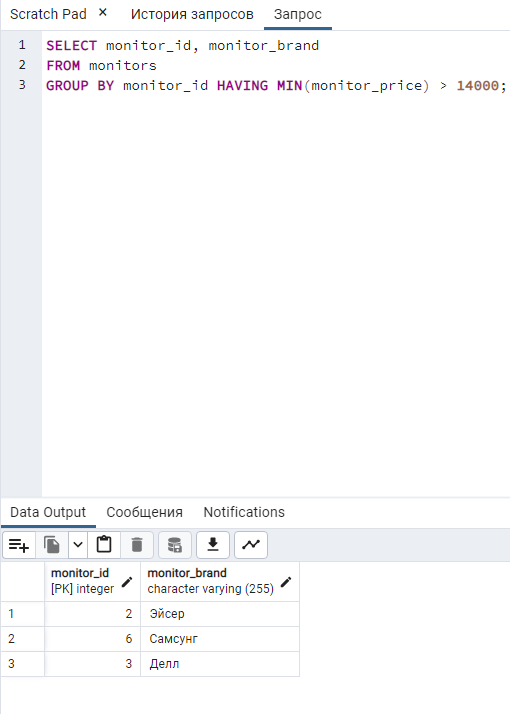 Scratch Pad × История запросов Запрос
1 SELECT monitor_id, monitor_brand
2 FROM monitors
3 GROUP BY monitor_id HAVING MIN(monitor_price) > 14000;
Data Output Сообщения Notifications
monitor_id monitor_brand
[PK] integer character varying (255)
1 2 Эйсер
2 6 Самсунг
3 3 Делл